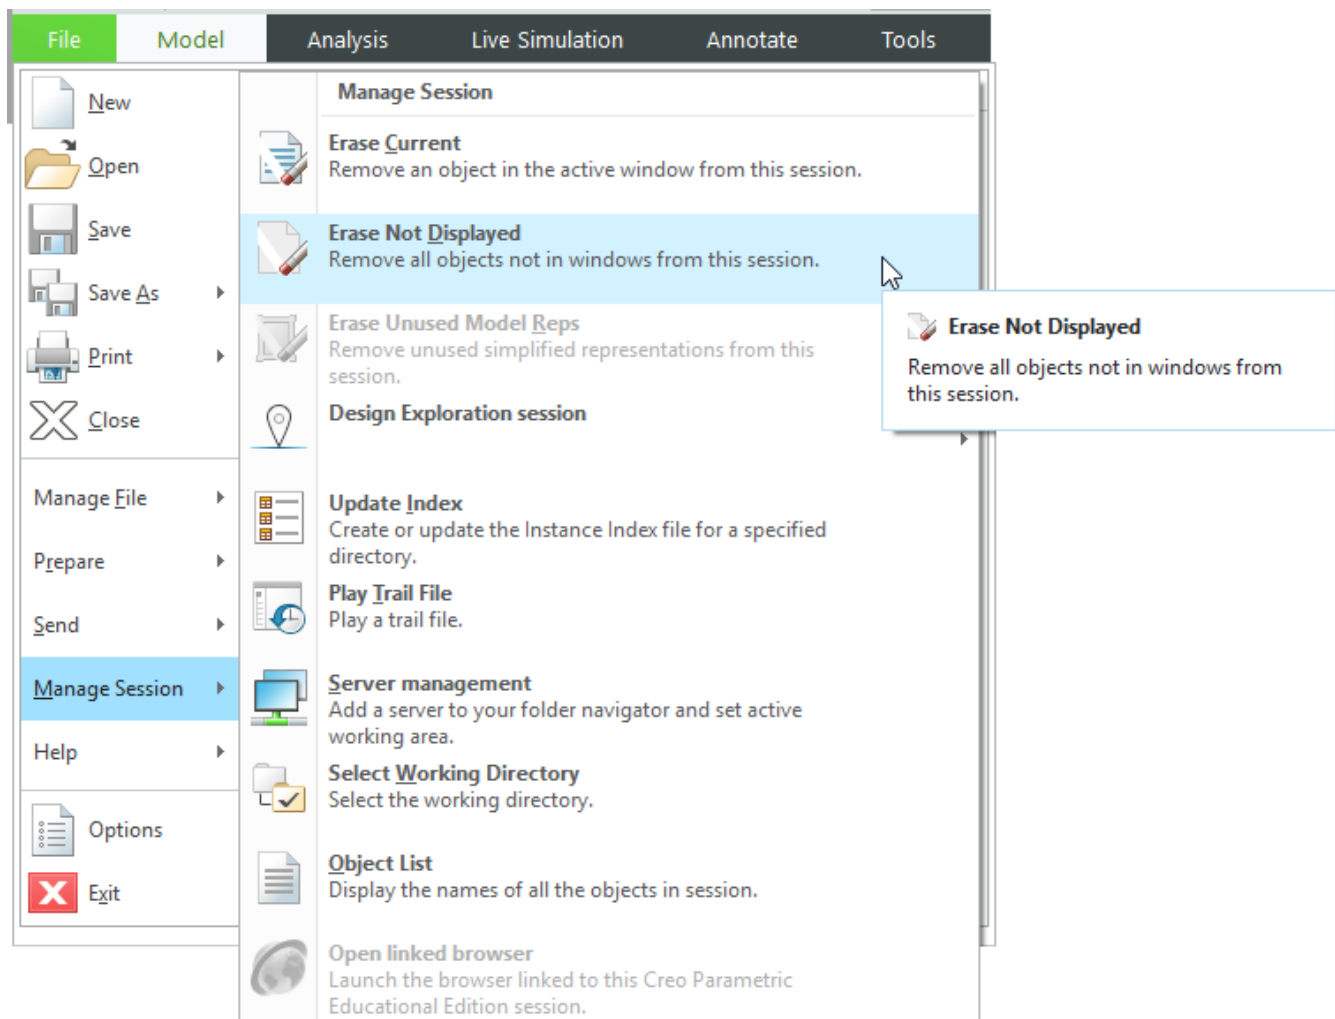 File Model Analysis Live Simulation Annotate Tools
New
Open
Save
Save As
Print
Close
Manage File
Prepare
Send
Manage Session
Help
Options
Exit
Manage Session
Erase Current
Remove an object in the active window from this session.
Erase Not Displayed
Remove all objects not in windows from this session.
Erase Unused Model Reps
Remove unused simplified representations from this
session.
Design Exploration session
Update Index
Create or update the Instance Index file for a specified
directory.
Play Trail File
Play a trail file.
Server management
Add a server to your folder navigator and set active
working area.
Select Working Directory
Select the working directory.
Object List
Display the names of all the objects in session.
Open linked browser
Launch the browser linked to this Creo Parametric
Educational Edition session.
Erase Not Displayed
Remove all objects not in windows from
this session.